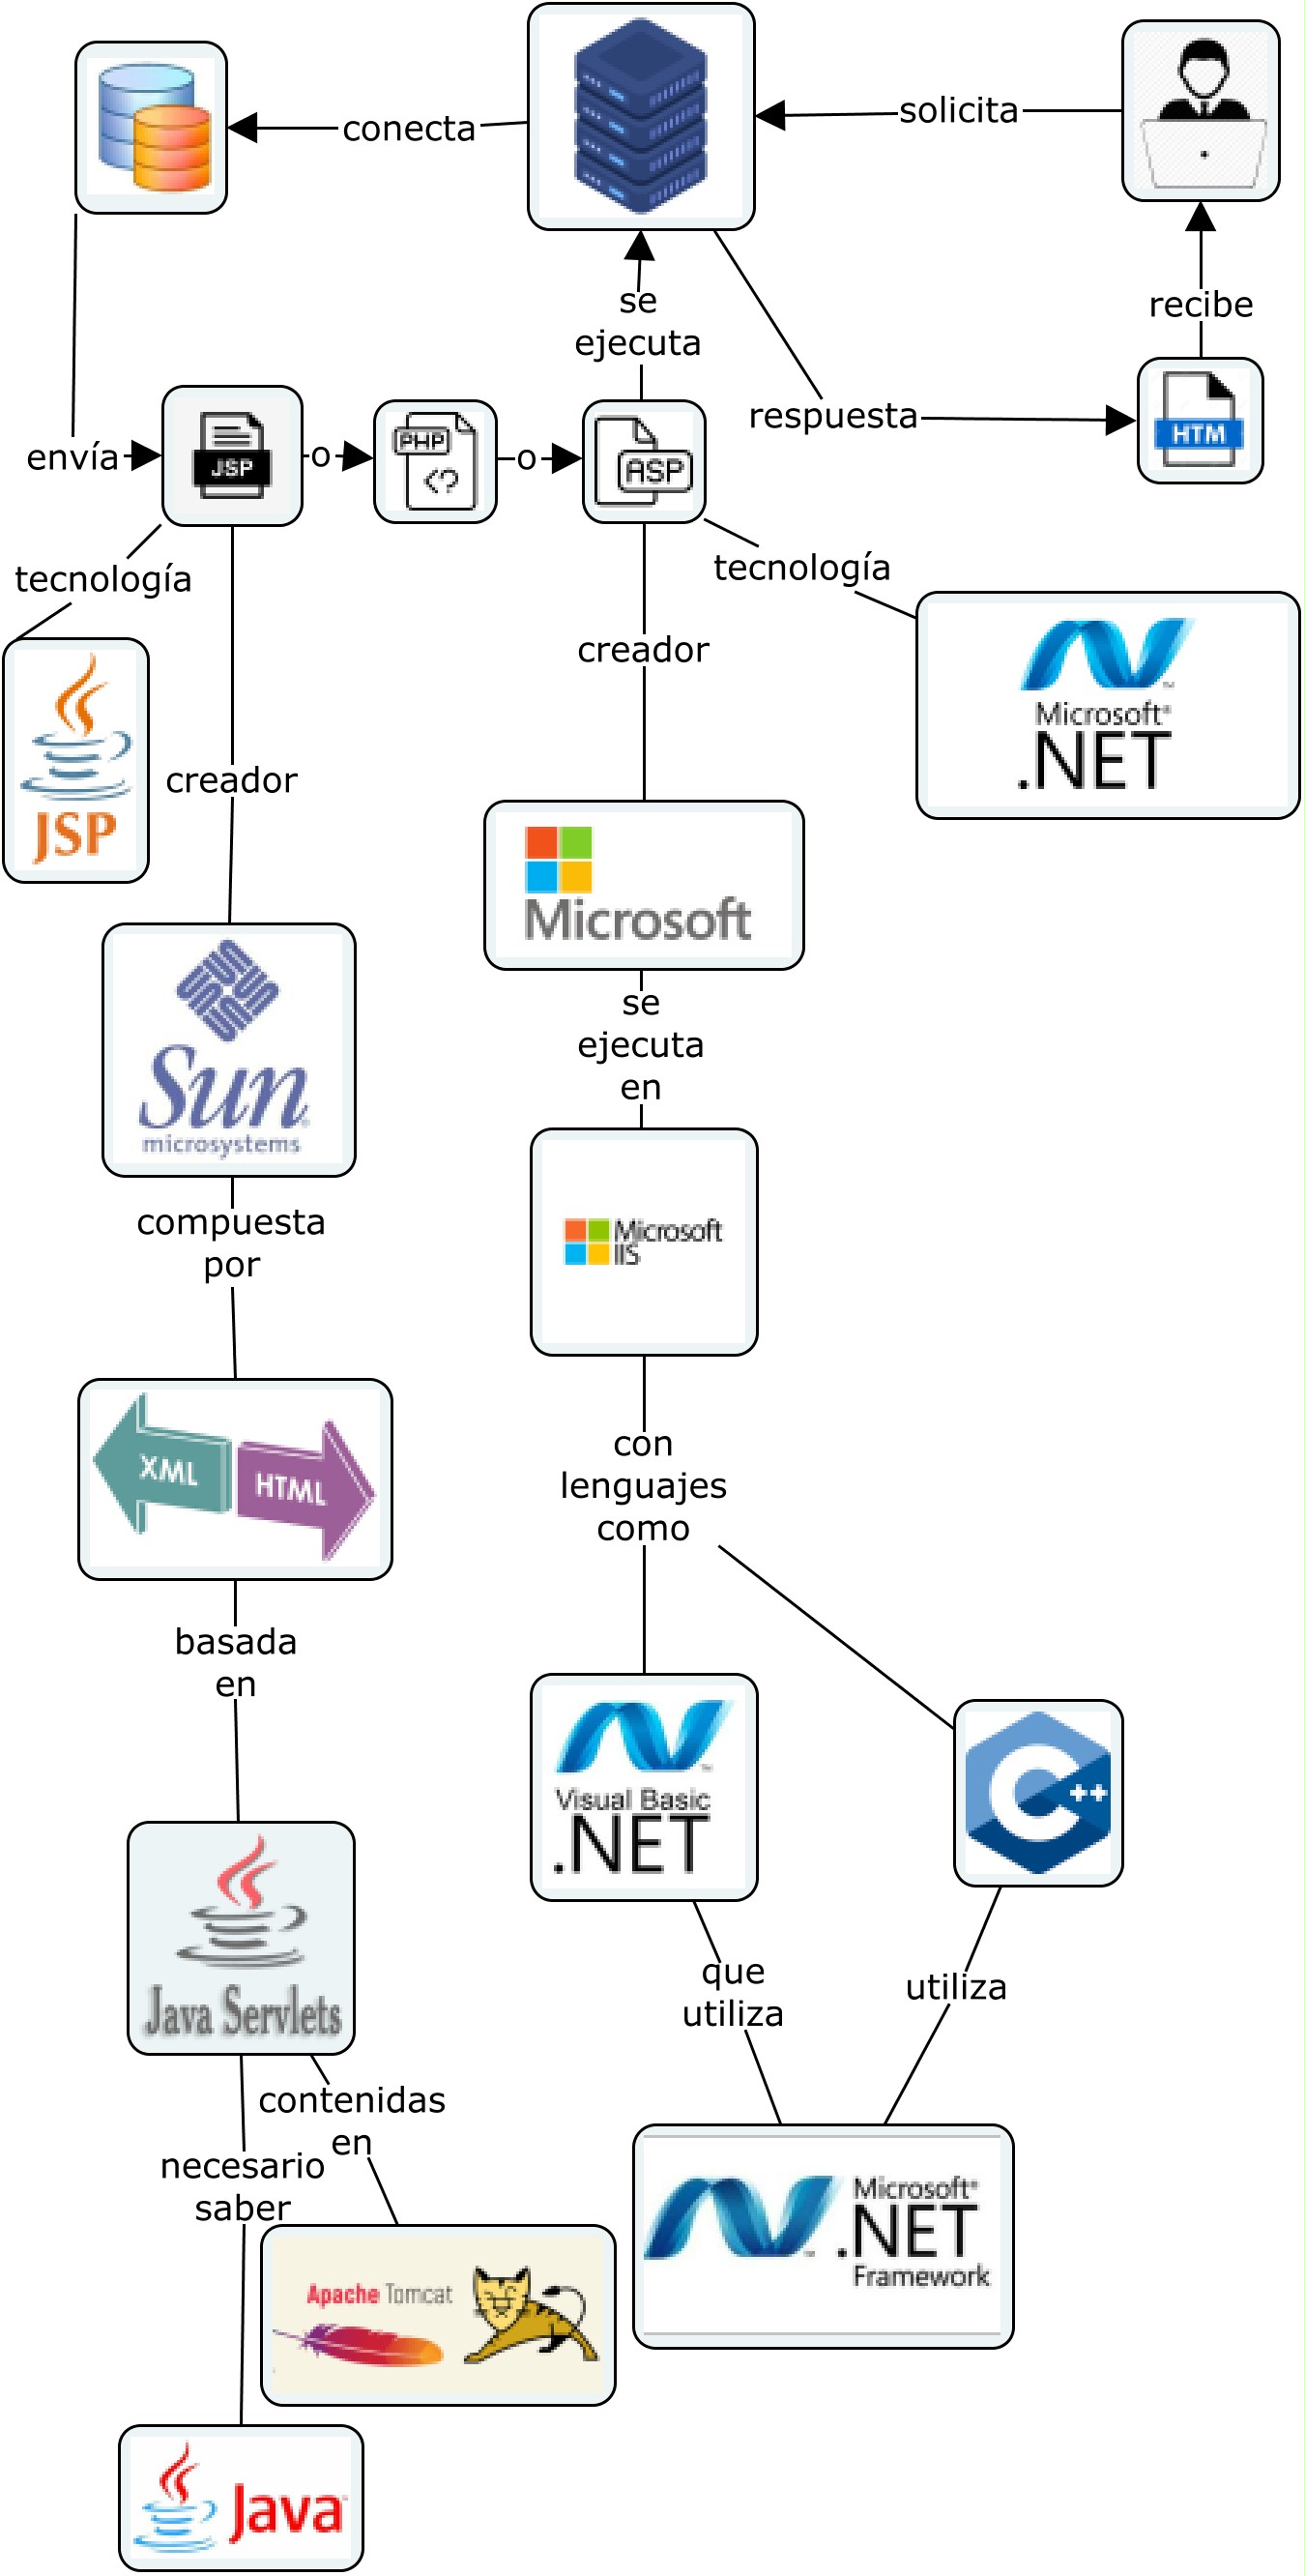 conecta
solicita
se
ejecuta
recibe
respuesta
HTM
envía
JSP
o
PHP
<?
o
ASP
tecnología
tecnología
JSP
Microsoft®
.NET
creador
creador
Microsoft
Sun
microsystems
se
ejecuta
en
compuesta
por
Microsoft
IIS
XML
HTML
con
lenguajes
como
basada
en
Visual Basic
.NET
C++
Java Servlets
que
utiliza
utiliza
contenidas
en
necesario
saber
Microsoft®
.NET
Framework
Apache Tomcat
Java